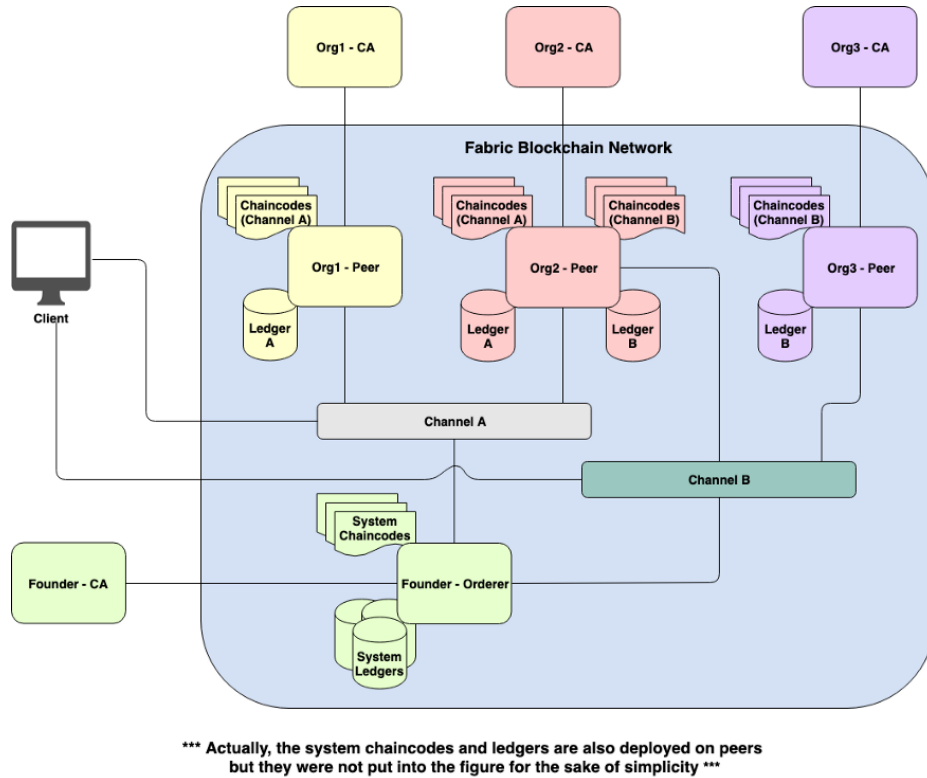 Org1 - CA
Org2 - CA
Org3 - CA
Fabric Blockchain Network
Chaincodes
(Channel A)
Chaincodes
(Channel A)
Chaincodes
(Channel B)
Chaincodes
(Channel B)
Org1 - Peer
Org2 - Peer
Org3 - Peer
Client
Ledger
A
Ledger
A
Ledger
B
Ledger
B
Channel A
Channel B
System
Chaincodes
Founder - CA
Founder - Orderer
System
Ledgers
*** Actually, the system chaincodes and ledgers are also deployed on peers
but they were not put into the figure for the sake of simplicity ***